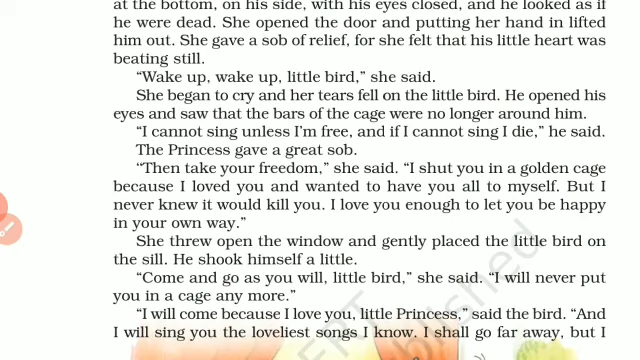 at the bottom, on his side, with his eyes closed, and he looked as if
he were dead. She opened the door and putting her hand in lifted
him out. She gave a sob of relief, for she felt that his little heart was
beating still.
“Wake up, wake up, little bird,” she said.
She began to cry and her tears fell on the little bird. He opened his
eyes and saw that the bars of the cage were no longer around him.
“I cannot sing unless I’m free, and if I cannot sing I die,” he said.
The Princess gave a great sob.
“Then take your freedom,” she said. “I shut you in a golden cage
because I loved you and wanted to have you all to myself. But I
never knew it would kill you. I love you enough to let you be happy
in your own way.”
She threw open the window and gently placed the little bird on
the sill. He shook himself a little.
“Come and go as you will, little bird,” she said. “I will never put
you in a cage any more.”
“I will come because I love you, little Princess,” said the bird. “And
I will sing you the loveliest songs I know. I shall go far away, but I